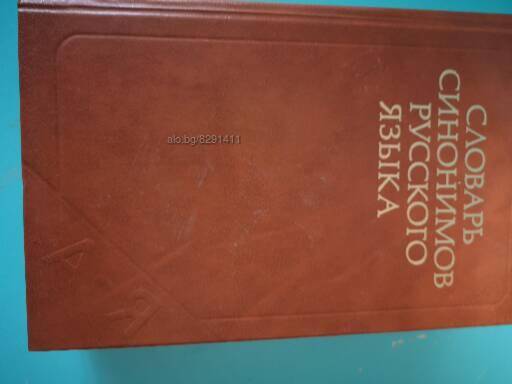 СЛОВАРЬ
СИНОНИМОВ
РУССКОГО
ЯЗЫКА
alo.bg/8291411